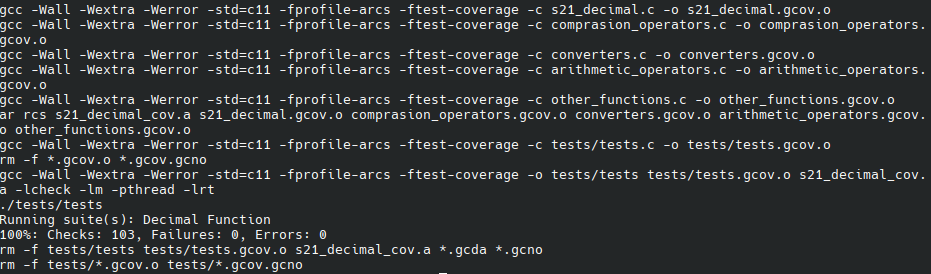 gcc -Wall -Wextra -Werror -std=c11 -fprofile-arcs -ftest-coverage -c s21_decimal.c -o s21_decimal.gcov.o
gcc -Wall -Wextra -Werror -std=c11 -fprofile-arcs -ftest-coverage -c comprasion_operators.c -o comprasion_operators.
gcov.o
gcc -Wall -Wextra -Werror -std=c11 -fprofile-arcs -ftest-coverage -c converters.c -o converters.gcov.o
gcc -Wall -Wextra -Werror -std=c11 -fprofile-arcs -ftest-coverage -c arithmetic_operators.c -o arithmetic_operators.
gcov.o
gcc -Wall -Wextra -Werror -std=c11 -fprofile-arcs -ftest-coverage -c other_functions.c -o other_functions.gcov.o
ar rcs s21_decimal_cov.a s21_decimal.gcov.o comprasion_operators.gcov.o converters.gcov.o arithmetic_operators.gcov.
o other_functions.gcov.o
gcc -Wall -Wextra -Werror -std=c11 -fprofile-arcs -ftest-coverage -c tests/tests.c -o tests/tests.gcov.o
rm -f *.gcov.o *.gcov.gcno
gcc -Wall -Wextra -Werror -std=c11 -fprofile-arcs -ftest-coverage -o tests/tests tests/tests.gcov.o s21_decimal_cov.
a -lcheck -lm -pthread -lrt
./tests/tests
Running suite(s): Decimal Function
100%: Checks: 103, Failures: 0, Errors: 0
rm -f tests/tests tests/tests.gcov.o s21_decimal_cov.a *.gcda *.gcno
rm -f tests/*.gcov.o tests/*.gcov.gcno